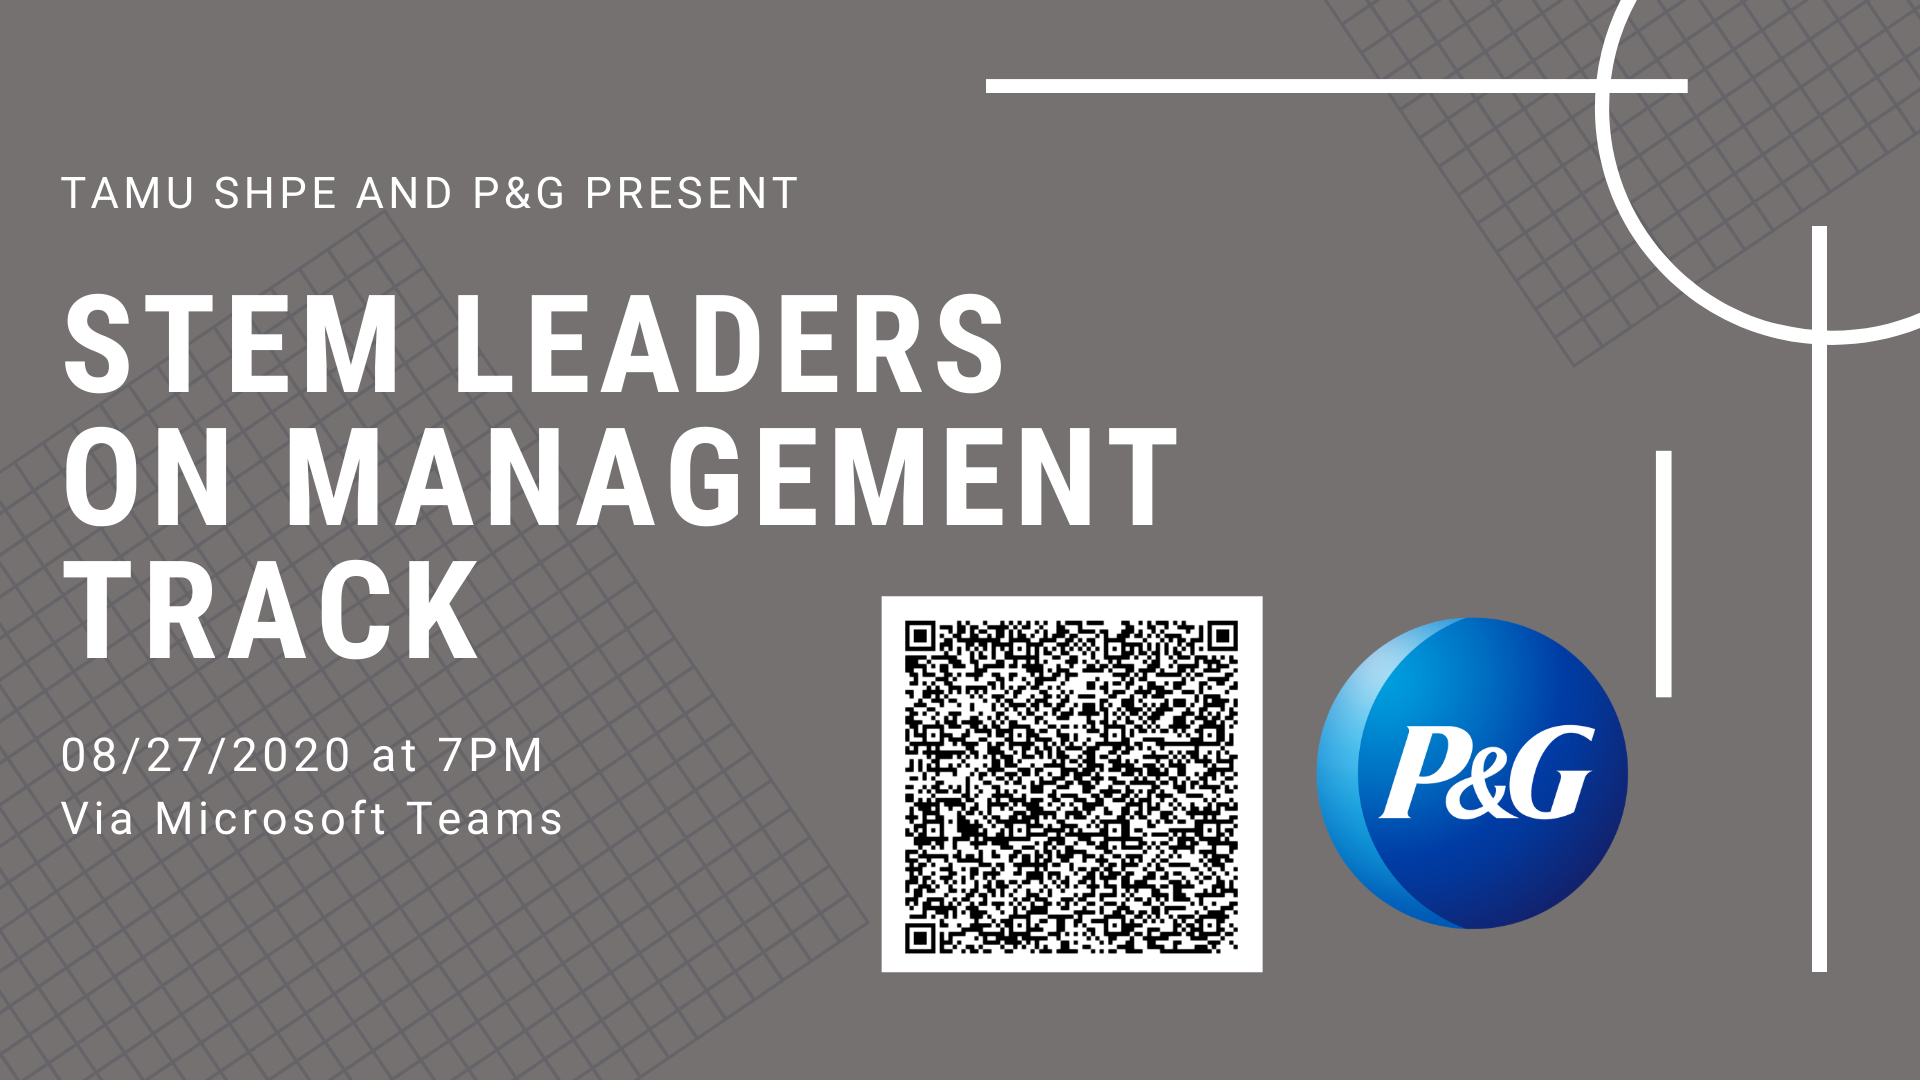 TAMU SHPE AND P&G PRESENT
STEM LEADERS
ON MANAGEMENT
TRACK
08/27/2020 at 7PM
Via Microsoft Teams
P&G